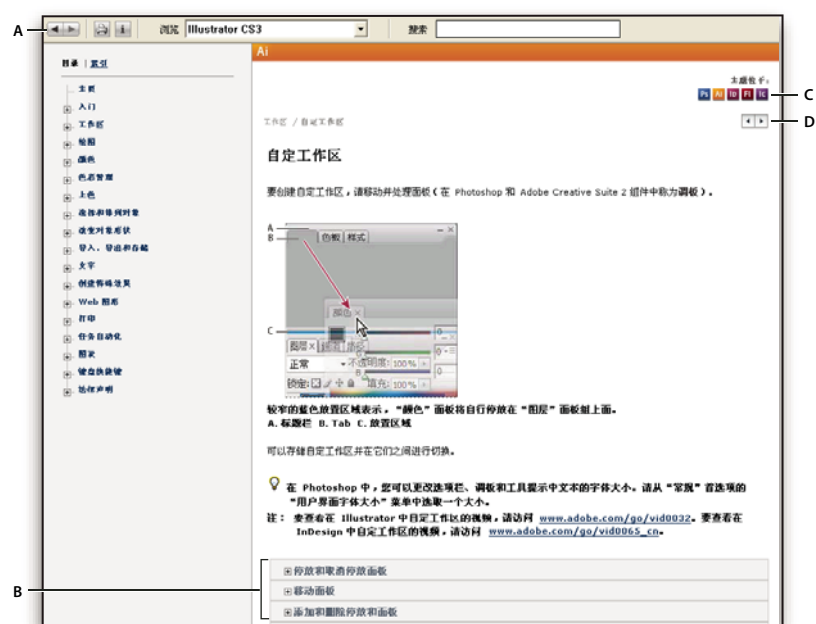 A
浏览 Illustrator CS3
搜索
Ai
目录 | 索引
主题位于:
Ps Ai ID Fl
C
D
主页
入门
工作区
绘图
颜色
色彩管理
上色
选择和排列对象
改变对象形状
导入、导出和存储
文字
创建特殊效果
Web 图形
打印
任务自动化
图表
键盘快捷键
法律声明
工作区 / 自定工作区
自定工作区
要创建自定工作区,请移动并处理面板(在 Photoshop 和 Adobe Creative Suite 2 组件中称为调板)。
A
B
色板 样式
颜色 ×
C
图层 × 通道 路径
正常 不透明度: 100%
锁定: 填充: 100%
0
0
0
较窄的蓝色放置区域表示,“颜色”面板将自行停放在“图层”面板组上面。
A. 标题栏 B. Tab C. 放置区域
可以存储自定工作区并在它们之间进行切换。
在 Photoshop 中,您可以更改选项栏、调板和工具提示中文本的字体大小。请从“常规”首选项的
“用户界面字体大小”菜单中选取一个大小。
注: 要查看在 Illustrator 中自定工作区的视频,请访问 www.adobe.com/go/vid0032。要查看在
InDesign 中自定工作区的视频,请访问 www.adobe.com/go/vid0065_cn。
B
停放和取消停放面板
移动面板
添加和删除停放和面板